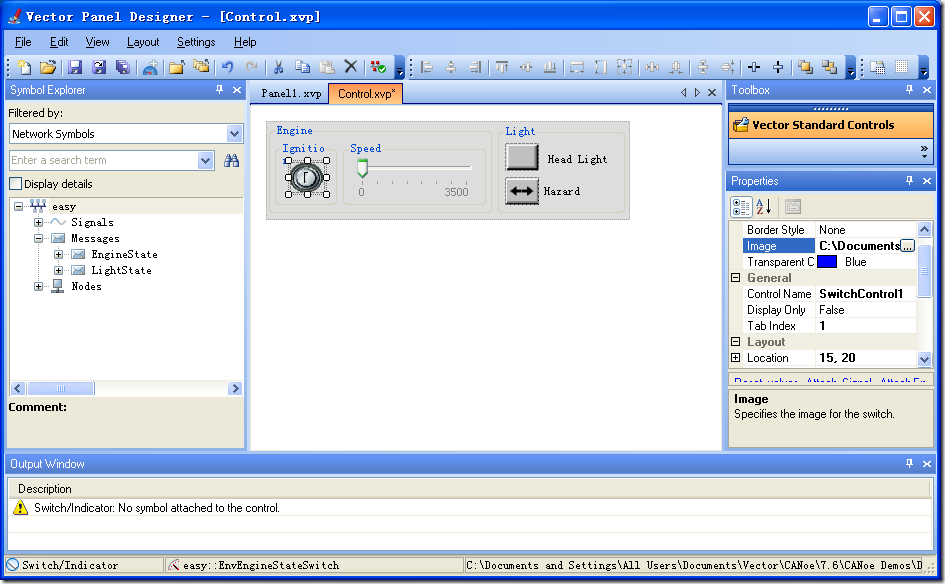 Vector Panel Designer - [Control.xvp]
File Edit View Layout Settings Help
Symbol Explorer
Filtered by:
Network Symbols
Enter a search term
Display details
easy
Signals
Messages
EngineState
LightState
Nodes
Comment:
Panel1.xvp Control.xvp*
Engine
Ignitio
Speed
0 3500
Light
Head Light
Hazard
Toolbox
Vector Standard Controls
Properties
Border Style None
Image C:\Documents ...
Transparent C Blue
General
Control Name SwitchControl1
Display Only False
Tab Index 1
Layout
Location 15, 20
Image
Specifies the image for the switch.
Output Window
Description
Switch/Indicator: No symbol attached to the control.
Switch/Indicator easy::EnvEngineStateSwitch C:\Documents and Settings\All Users\Documents\Vector\CANoe\7.6\CANoe Demos\D